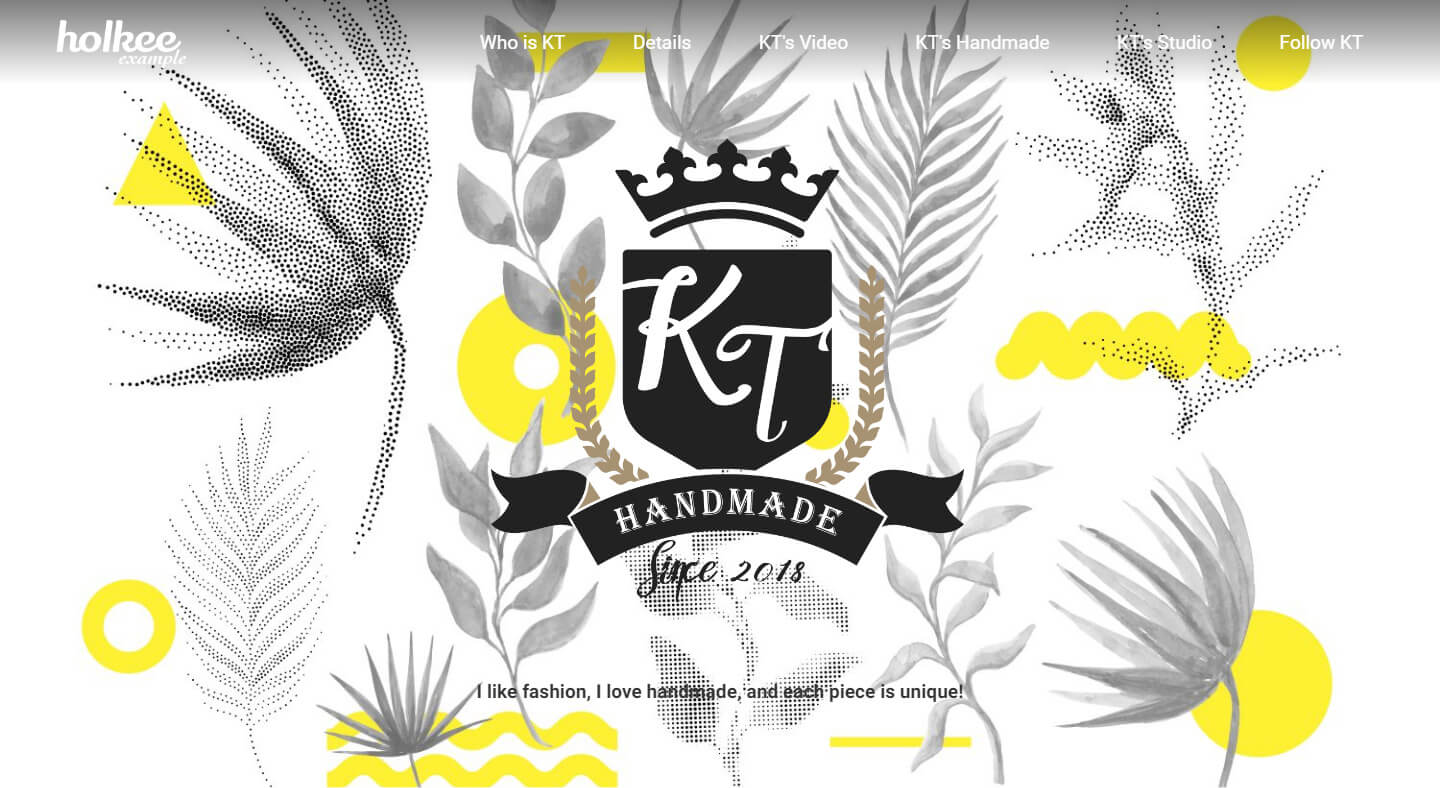 holkee
example
Who is KT
Details
KT's Video
KT's Handmade
KT's Studio
Follow KT
KT
HANDMADE
Since 2018
I like fashion, I love handmade, and each piece is unique!